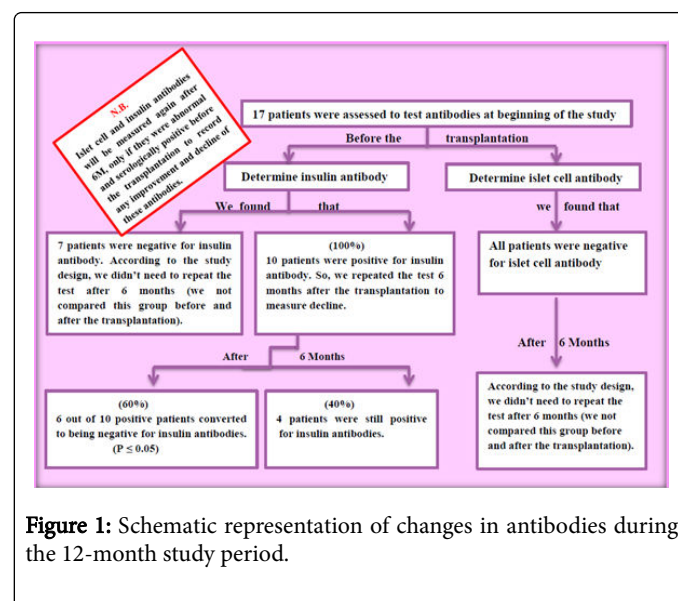 N.B.
Islet cell and insulin antibodies
will be measured again after
6M, only if they were abnormal
and serologically positive before
the transplantation to record
any improvement and decline of
these antibodies.
17 patients were assessed to test antibodies at beginning of the study
Before the transplantation
Determine insulin antibody
Determine islet cell antibody
We found that
we found that
7 patients were negative for insulin
antibody. According to the study
design, we didn't need to repeat the
test after 6 months (we not
compared this group before and
after the transplantation).
(100%)
10 patients were positive for insulin
antibody. So, we repeated the test 6
months after the transplantation to
measure decline.
All patients were negative
for islet cell antibody
After 6 Months
After 6 Months
(60%)
6 out of 10 positive patients converted
to being negative for insulin antibodies.
(P ≤ 0.05)
(40%)
4 patients were still positive
for insulin antibodies.
According to the study design,
we didn't need to repeat the
test after 6 months (we not
compared this group before
and after the transplantation).
Figure 1: Schematic representation of changes in antibodies during
the 12-month study period.